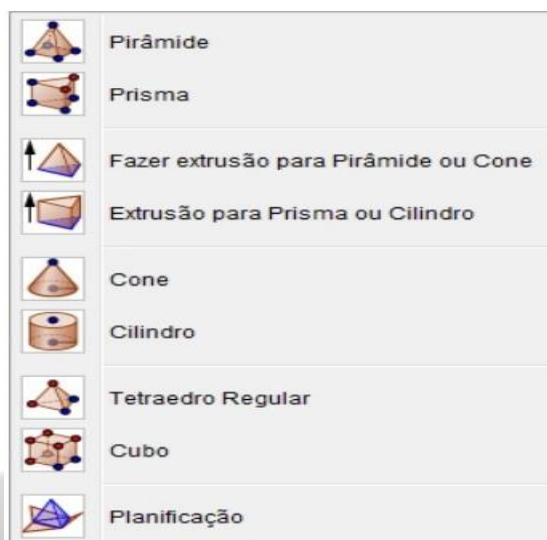 Pirâmide
Prisma
Fazer extrusão para Pirâmide ou Cone
Extrusão para Prisma ou Cilindro
Cone
Cilindro
Tetraedro Regular
Cubo
Planificação